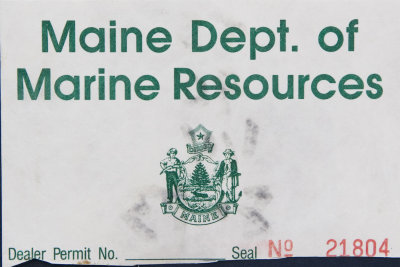 Maine Dept. of
Marine Resources
MAINE
Dealer Permit No. Seal Nº 21804